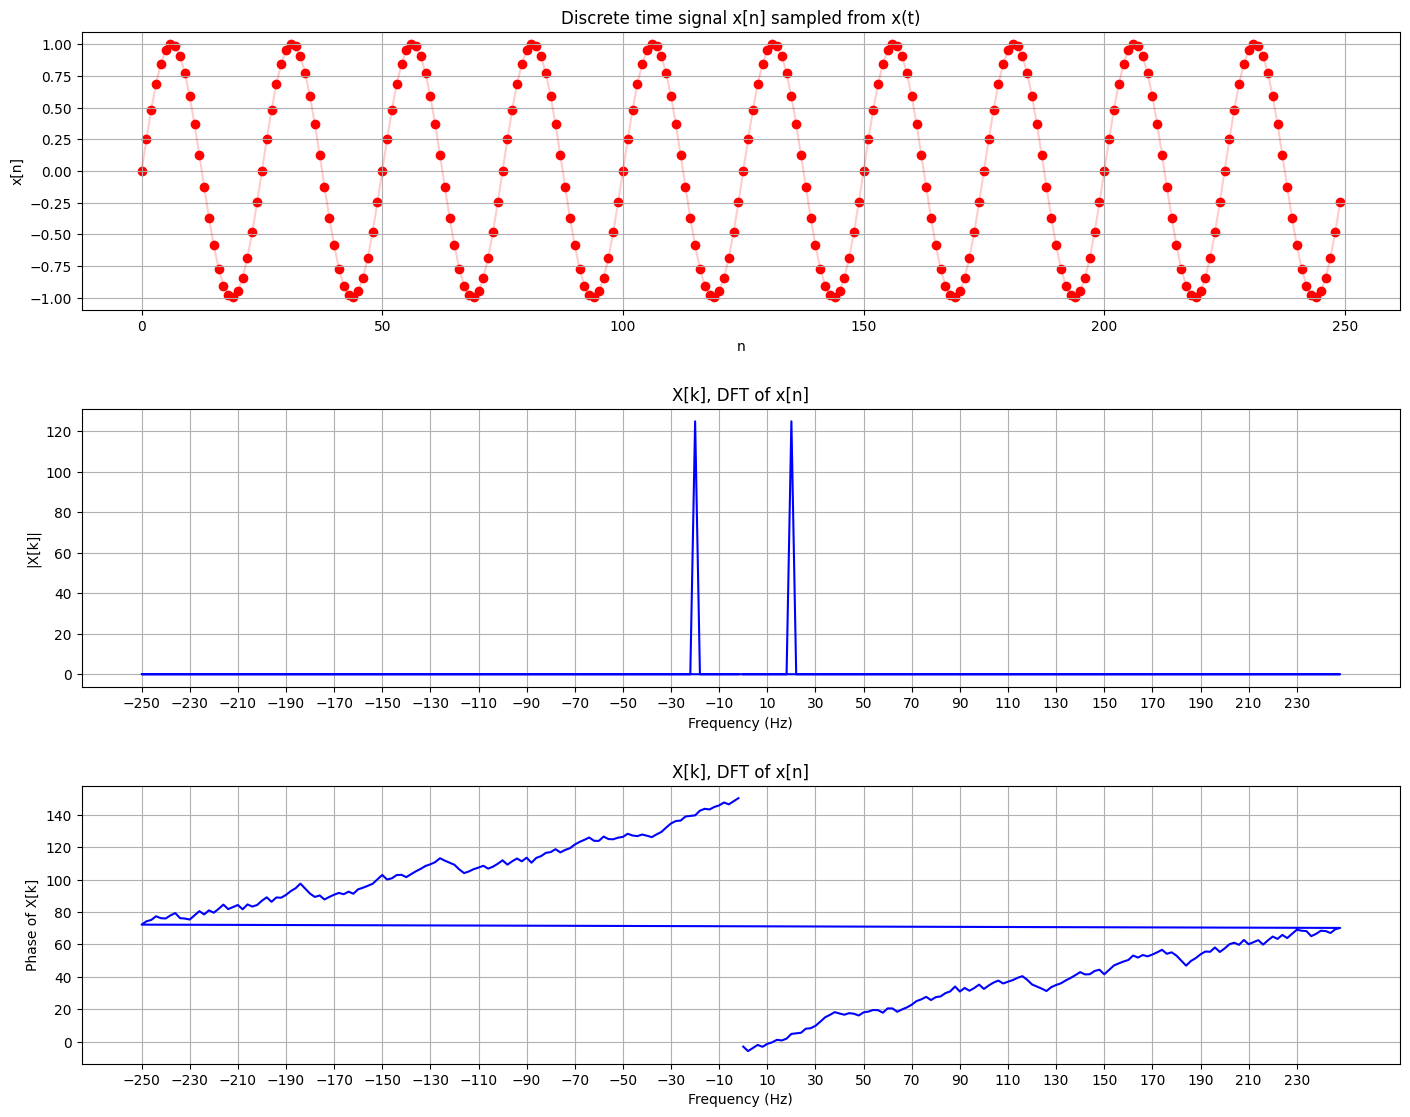 Discrete time signal x[n] sampled from x(t)
1.00
0.75
0.50
0.25
0.00
−0.25
−0.50
−0.75
−1.00
x[n]
0 50 100 150 200 250
n
X[k], DFT of x[n]
120
100
80
60
40
20
0
|X[k]|
−250 −230 −210 −190 −170 −150 −130 −110 −90 −70 −50 −30 −10 10 30 50 70 90 110 130 150 170 190 210 230
Frequency (Hz)
X[k], DFT of x[n]
140
120
100
80
60
40
20
0
Phase of X[k]
−250 −230 −210 −190 −170 −150 −130 −110 −90 −70 −50 −30 −10 10 30 50 70 90 110 130 150 170 190 210 230
Frequency (Hz)